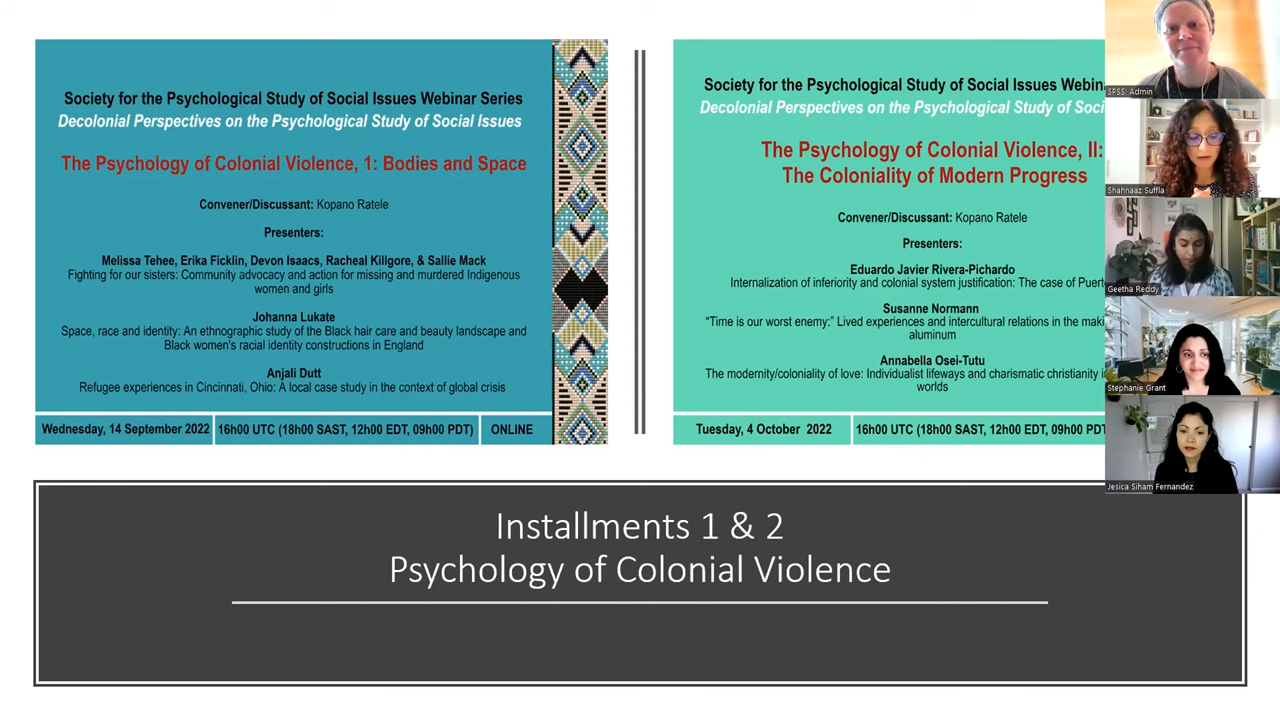 Society for the Psychological Study of Social Issues Webinar Series
Decolonial Perspectives on the Psychological Study of Social Issues
The Psychology of Colonial Violence, 1: Bodies and Space
Convener/Discussant: Kopano Ratele
Presenters:
Melissa Tehee, Erika Ficklin, Devon Isaacs, Racheal Killgore, & Sallie Mack
Fighting for our sisters: Community advocacy and action for missing and murdered Indigenous
women and girls
Johanna Lukate
Space, race and identity: An ethnographic study of the Black hair care and beauty landscape and
Black women's racial identity constructions in England
Anjali Dutt
Refugee experiences in Cincinnati, Ohio: A local case study in the context of global crisis
Wednesday, 14 September 2022
16h00 UTC (18h00 SAST, 12h00 EDT, 09h00 PDT)
ONLINE
Society for the Psychological Study of Social Issues
Decolonial Perspectives on the Psychological Study of
The Psychology of Colonial Violence, II:
The Coloniality of Modern Progress
Convener/Discussant: Kopano Ratele
Presenters:
Eduardo Javier Rivera-Pichardo
Internalization of inferiority and colonial system justification: The case of
Susanne Normann
“Time is our worst enemy:” Lived experiences and intercultural relations in the
aluminum
Annabella Osei-Tutu
The modernity/coloniality of love: Individualist lifeways and charismatic christianity
worlds
Tuesday, 4 October 2022
16h00 UTC (18h00 SAST, 12h00 EDT, 09h00 PDT
SPSSI Admin
Shahnaaz Suffla
Geetha Reddy
Stephanie Grant
Jesica Siham Fernandez
Installments 1 & 2
Psychology of Colonial Violence